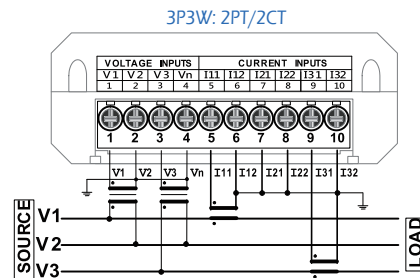 3P3W: 2PT/2CT
VOLTAGE INPUTS CURRENT INPUTS
V1 V2 V3 Vn I11 I12 I21 I22 I31 I32
1 2 3 4 5 6 7 8 9 10
1 2 3 4 5 6 7 8 9 10
V1 V2 V3 Vn I11 I12 I21 I22 I31 I32
SOURCE
V1
V2
V3
LOAD